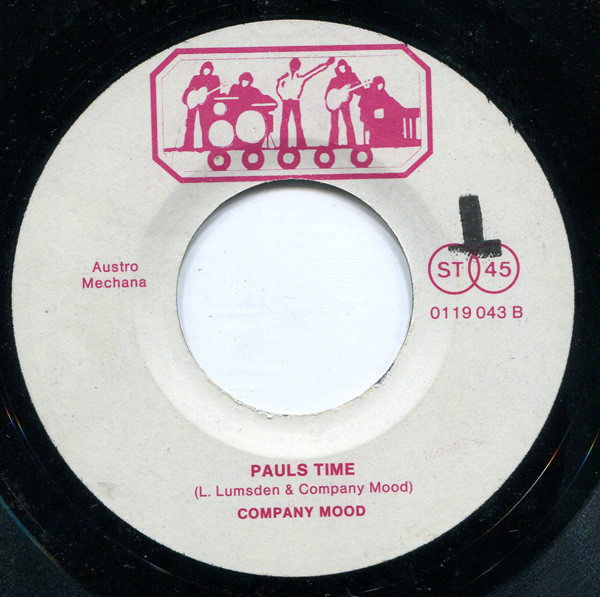 Austro
Mechana
ST 45
0119 043 B
PAULS TIME
(L. Lumsden & Company Mood)
COMPANY MOOD